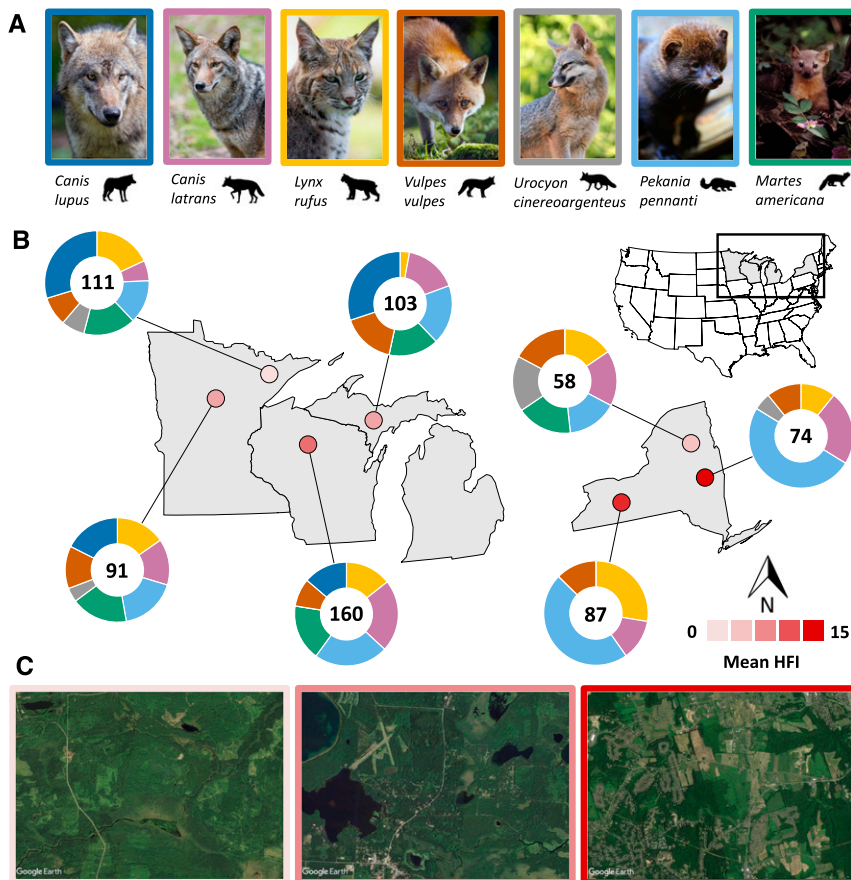 A
Canis
lupus
Canis
latrans
Lynx
rufus
Vulpes
vulpes
Urocyon
cinereoargenteus
Pekania
pennanti
Martes
americana
B
111
103
58
74
91
160
87
N
0
15
Mean HFI
C
Google Earth
Google Earth
Google Earth